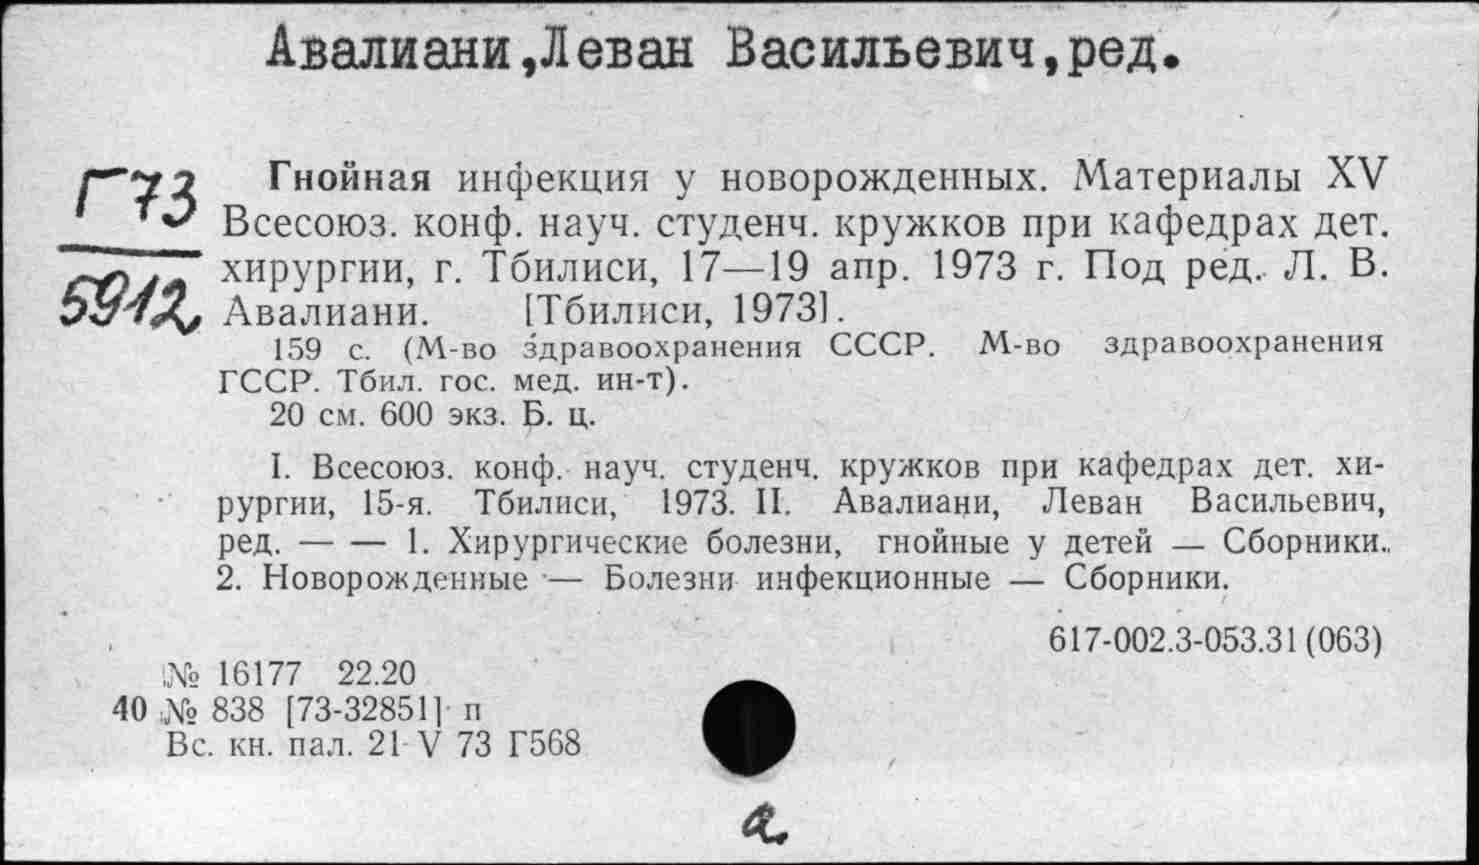 Авалиани,Леван Васильевич,ред.
Г73
5912
Гнойная инфекция у новорожденных. Материалы XV
Всесоюз. конф. науч. студенч. кружков при кафедрах дет.
хирургии, г. Тбилиси, 17—19 апр. 1973 г. Под ред. Л. В.
Авалиани. [Тбилиси, 1973].
159 с. (М-во здравоохранения СССР. М-во здравоохранения
ГССР. Тбил. гос. мед. ин-т).
20 см. 600 экз. Б. ц.
I. Всесоюз. конф. науч. студенч. кружков при кафедрах дет. хи-
рургии, 15-я. Тбилиси, 1973. II. Авалиани, Леван Васильевич,
ред. — — 1. Хирургические болезни, гнойные у детей — Сборники.
2. Новорожденные — Болезни инфекционные — Сборники.
617-002.3-053.31 (063)
№ 16177 22.20
40 № 838 [73-32851] п
Вс. кн. пал. 21 V 73 Г568
а.